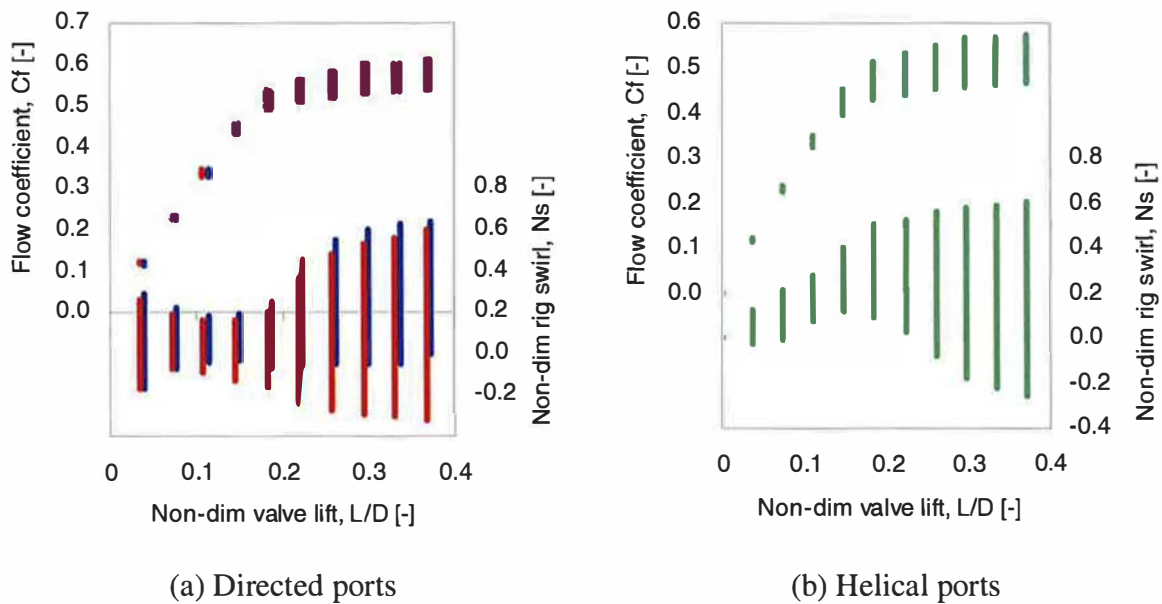 0.7
0.6
0.5
0.4
0.3
0.2
0.1
0.0
Flow coefficient, Cf [-]
0.8
0.6
0.4
0.2
0.0
-0.2
Non-dim rig swirl, Ns [-]
0 0.1 0.2 0.3 0.4
Non-dim valve lift, L/D [-]
(a) Directed ports
0.6
0.5
0.4
0.3
0.2
0.1
0.0
Flow coefficient, Cf [-]
0.8
0.6
0.4
0.2
0.0
-0.2
-0.4
Non-dim rig swirl, Ns [-]
0 0.1 0.2 0.3 0.4
Non-dim valve lift, L/D [-]
(b) Helical ports